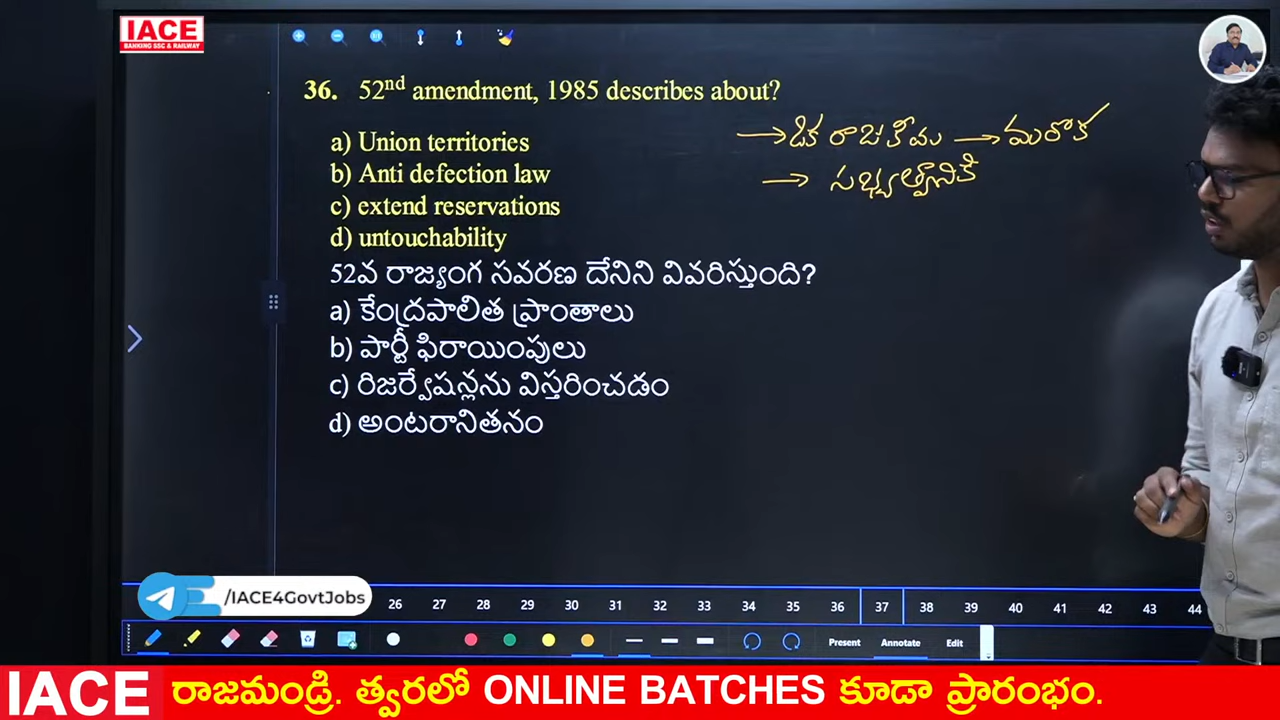 IACE
BANKING SSC & RAILWAY
36. 52nd amendment, 1985 describes about?
a) Union territories
b) Anti defection law
c) extend reservations
d) untouchability
→ ఒక రాజకీయ → మరొక
→ సభ్యత్వానికి
52వ రాజ్యంగ సవరణ దేనిని వివరిస్తుంది?
a) కేంద్రపాలిత ప్రాంతాలు
b) పార్టీ ఫిరాయింపులు
c) రిజర్వేషన్లను విస్తరించడం
d) అంటరానితనం
/IACE4GovtJobs
26 27 28 29 30 31 32 33 34 35 36 37 38 39 40 41 42 43 44
Present Annotate Edit
IACE రాజమండ్రి. త్వరలో ONLINE BATCHES కూడా ప్రారంభం.